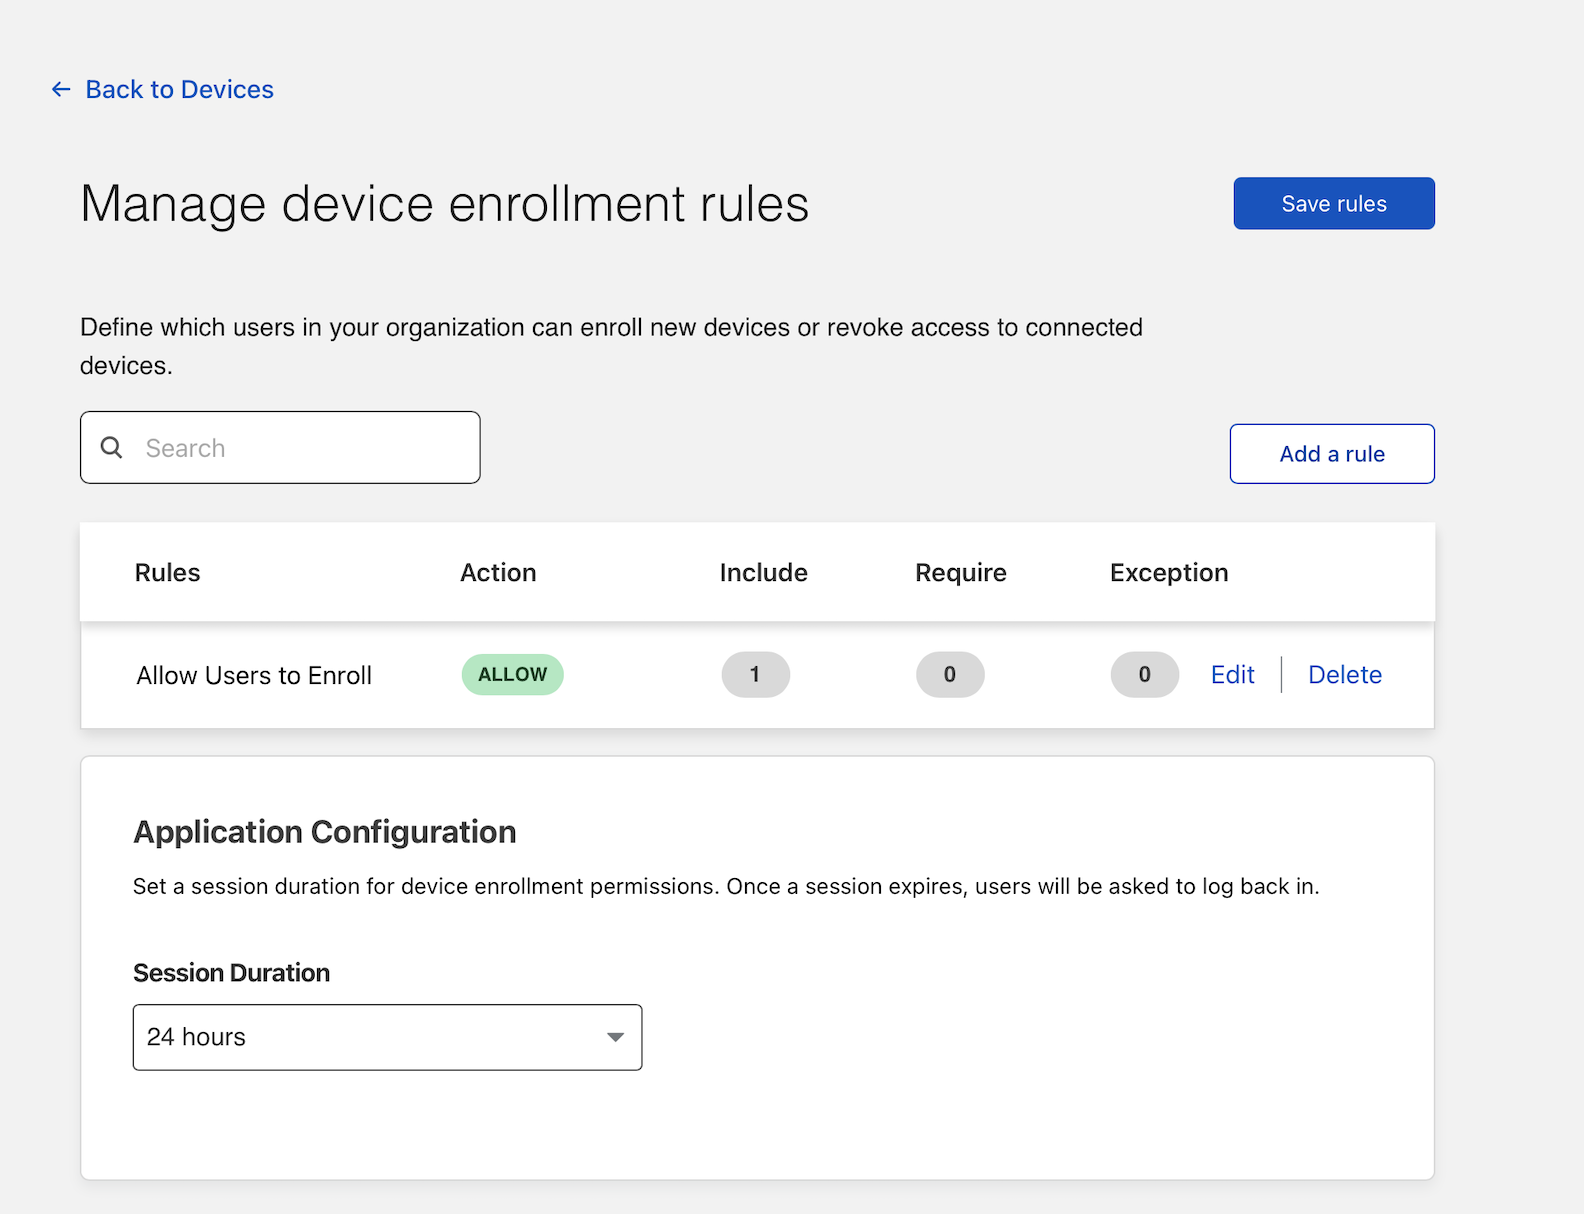 ← Back to Devices
Manage device enrollment rules
Save rules
Define which users in your organization can enroll new devices or revoke access to connected
devices.
Search
Add a rule
Rules Action Include Require Exception
Allow Users to Enroll ALLOW 1 0 0 Edit Delete
Application Configuration
Set a session duration for device enrollment permissions. Once a session expires, users will be asked to log back in.
Session Duration
24 hours